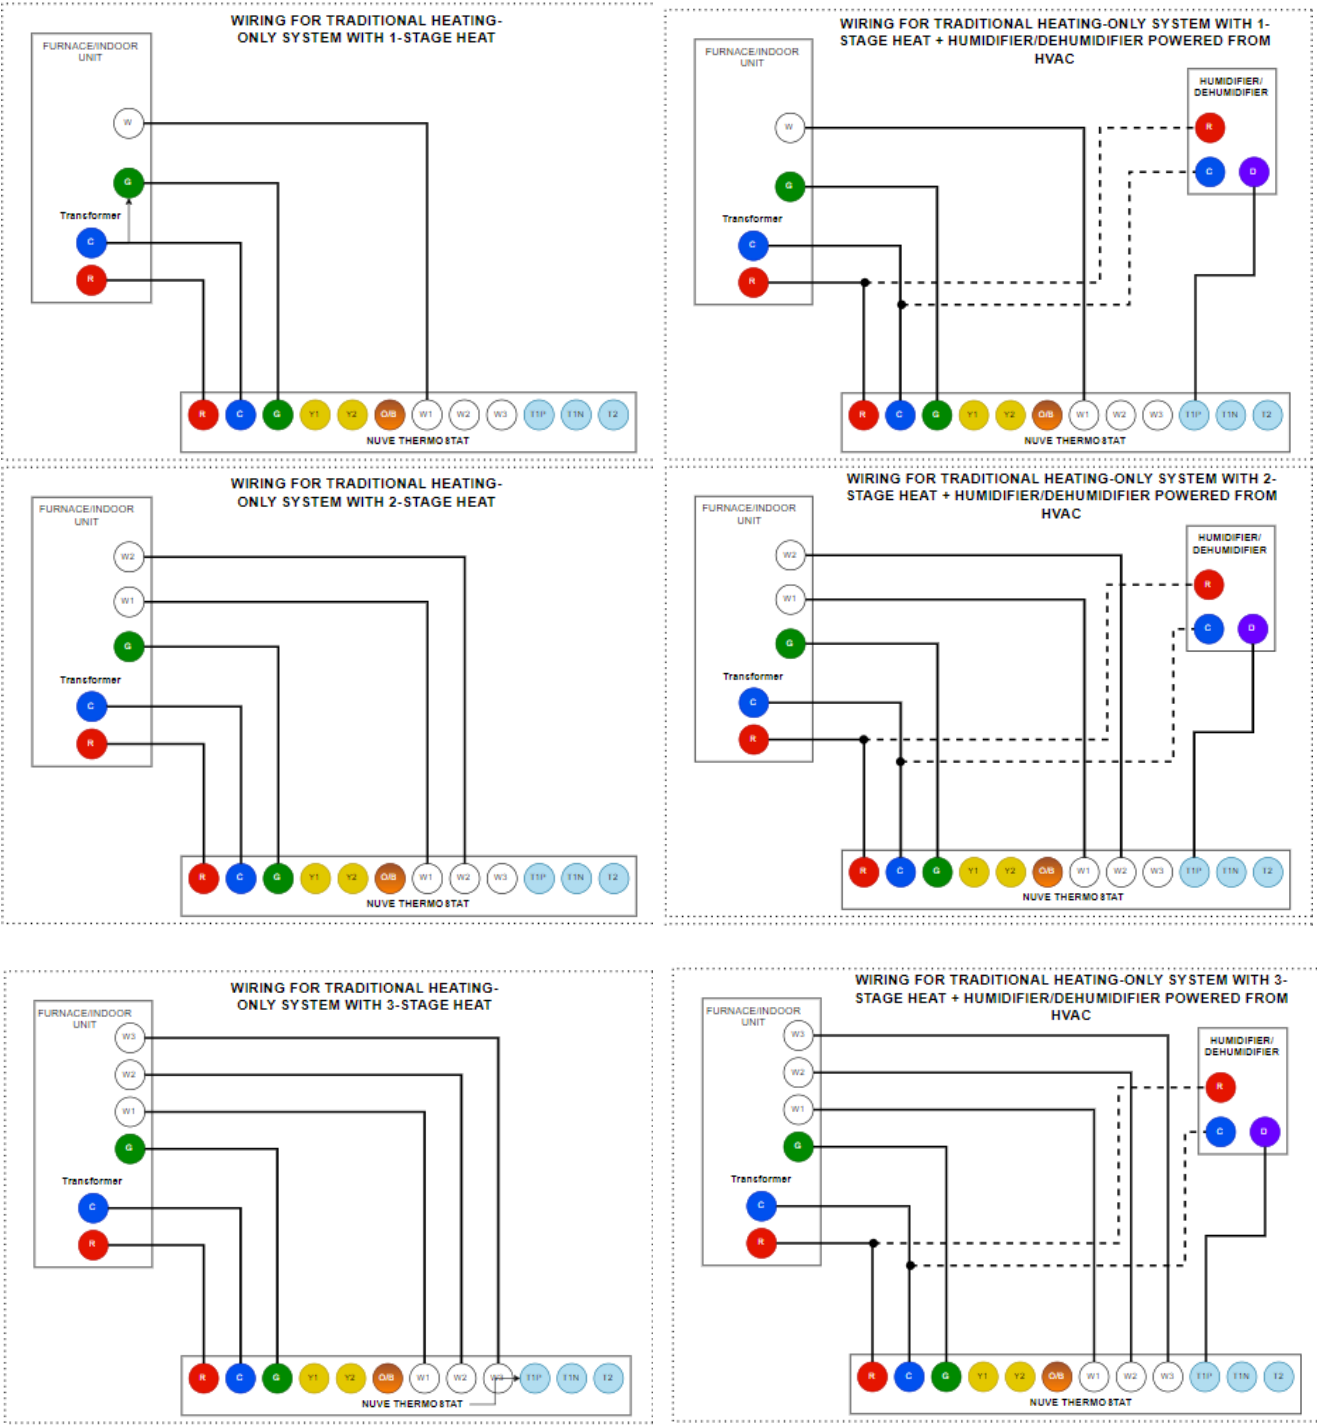 WIRING FOR TRADITIONAL HEATING-
ONLY SYSTEM WITH 1-STAGE HEAT
FURNACE/INDOOR
UNIT
W
G
Transformer
C
R
R C G Y1 Y2 O/B W1 W2 W3 T1P T1N T2
NUVE THERMOSTAT
WIRING FOR TRADITIONAL HEATING-ONLY SYSTEM WITH 1-
STAGE HEAT + HUMIDIFIER/DEHUMIDIFIER POWERED FROM
HVAC
FURNACE/INDOOR
UNIT
HUMIDIFIER/
DEHUMIDIFIER
W
R
G
C D
Transformer
C
R
R C G Y1 Y2 O/B W1 W2 W3 T1P T1N T2
NUVE THERMOSTAT
WIRING FOR TRADITIONAL HEATING-
ONLY SYSTEM WITH 2-STAGE HEAT
FURNACE/INDOOR
UNIT
W2
W1
G
Transformer
C
R
R C G Y1 Y2 O/B W1 W2 W3 T1P T1N T2
NUVE THERMOSTAT
WIRING FOR TRADITIONAL HEATING-ONLY SYSTEM WITH 2-
STAGE HEAT + HUMIDIFIER/DEHUMIDIFIER POWERED FROM
HVAC
FURNACE/INDOOR
UNIT
HUMIDIFIER/
DEHUMIDIFIER
W2
R
W1
C D
G
Transformer
C
R
R C G Y1 Y2 O/B W1 W2 W3 T1P T1N T2
NUVE THERMOSTAT
WIRING FOR TRADITIONAL HEATING-
ONLY SYSTEM WITH 3-STAGE HEAT
FURNACE/INDOOR
UNIT
W3
W2
W1
G
Transformer
C
R
R C G Y1 Y2 O/B W1 W2 W3 T1P T1N T2
NUVE THERMOSTAT
WIRING FOR TRADITIONAL HEATING-ONLY SYSTEM WITH 3-
STAGE HEAT + HUMIDIFIER/DEHUMIDIFIER POWERED FROM
HVAC
FURNACE/INDOOR
UNIT
HUMIDIFIER/
DEHUMIDIFIER
W3
W2
R
W1
C D
G
Transformer
C
R
R C G Y1 Y2 O/B W1 W2 W3 T1P T1N T2
NUVE THERMOSTAT